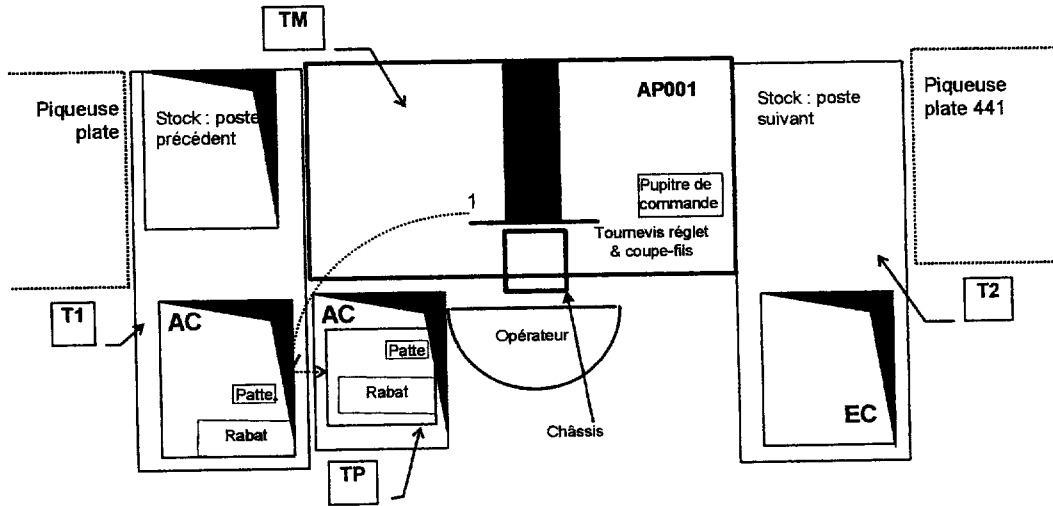 TM
Piqueuse
plate
Stock : poste
précédent
AP001
Stock : poste
suivant
Piqueuse
plate 441
Pupitre de
commande
1
Tournevis réglet
& coupe-fils
T1
T2
AC
AC
Opérateur
Patte
Patte
Rabat
Rabat
EC
Châssis
TP